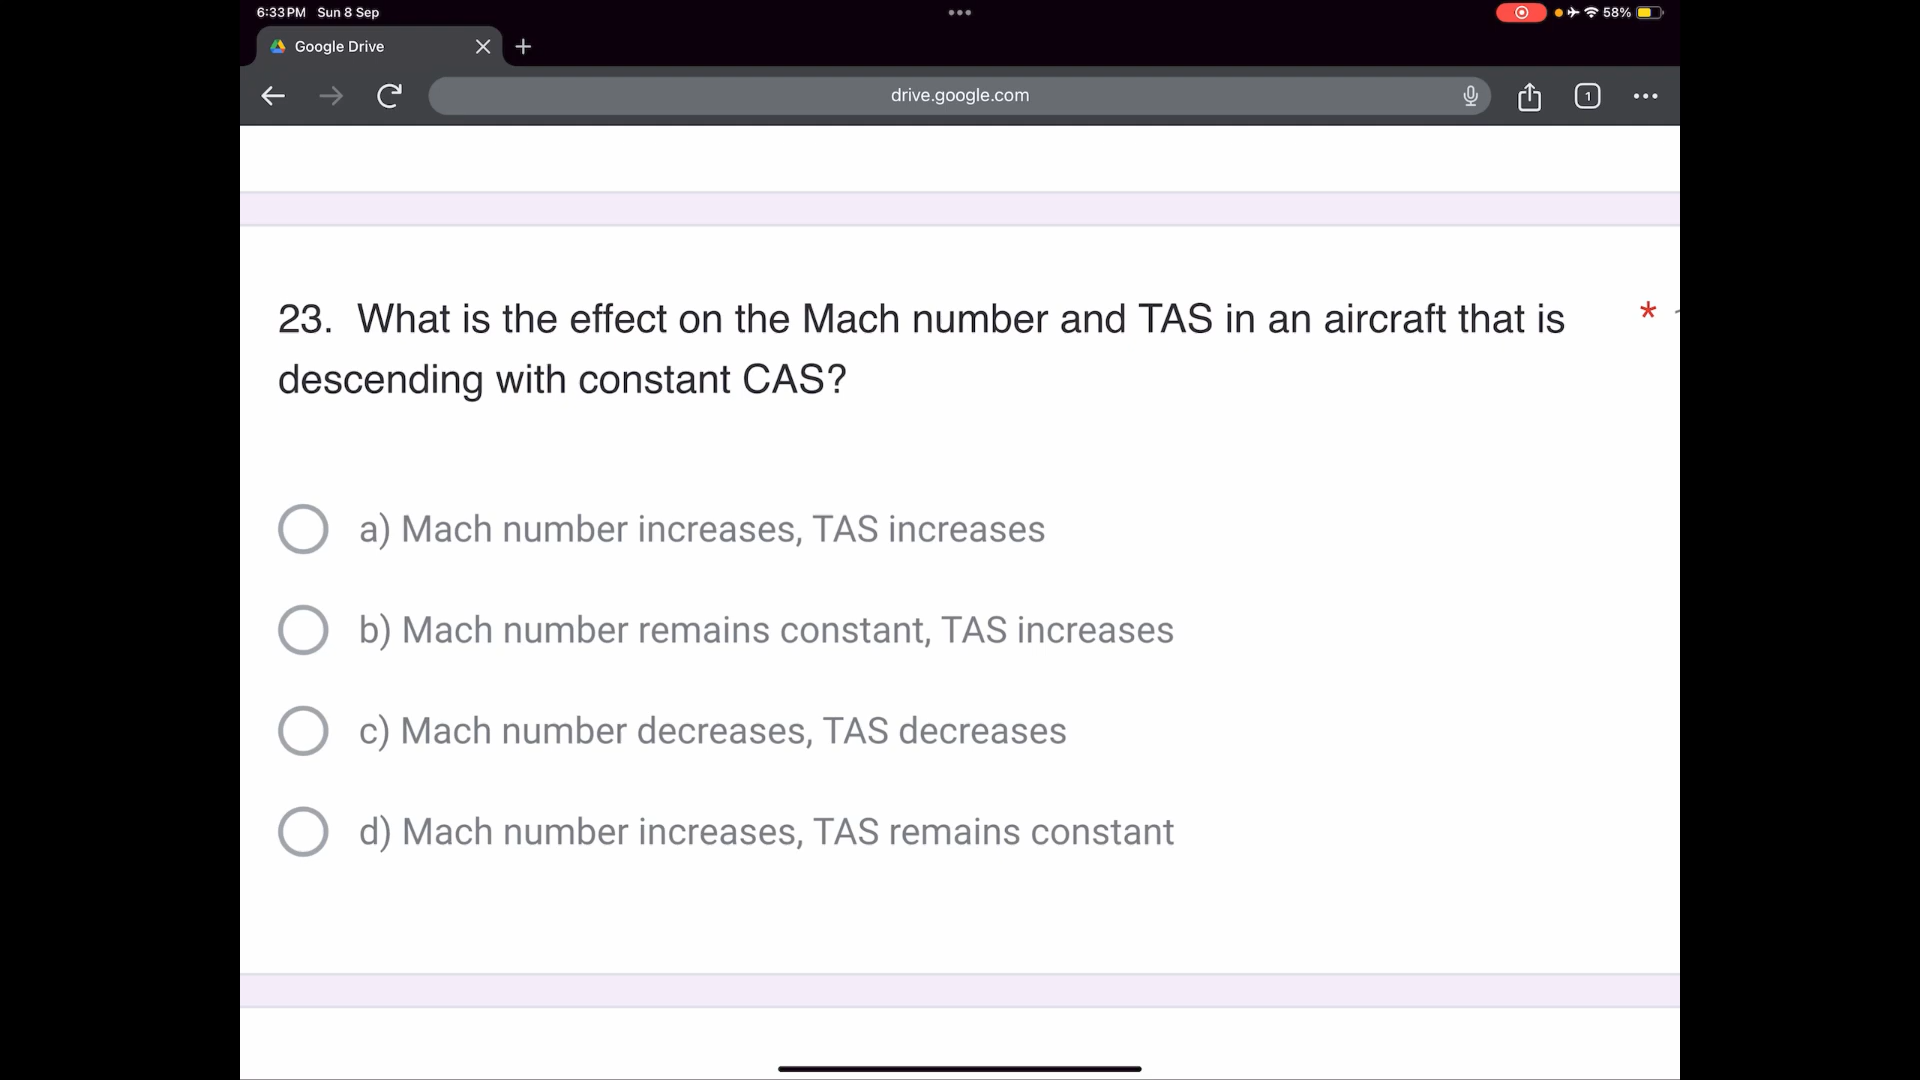 6:33 PM Sun 8 Sep
58%
Google Drive
drive.google.com
1
23. What is the effect on the Mach number and TAS in an aircraft that is *
descending with constant CAS?
a) Mach number increases, TAS increases
b) Mach number remains constant, TAS increases
c) Mach number decreases, TAS decreases
d) Mach number increases, TAS remains constant